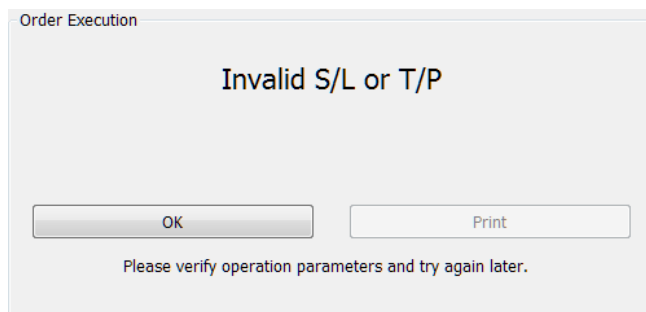 Order Execution
Invalid S/L or T/P
OK
Print
Please verify operation parameters and try again later.